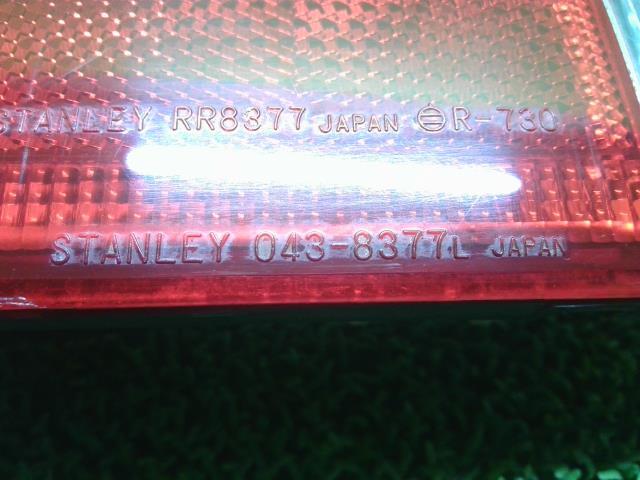 STANLEY RR8377 JAPAN ⊖R-730
STANLEY 043-8377L JAPAN